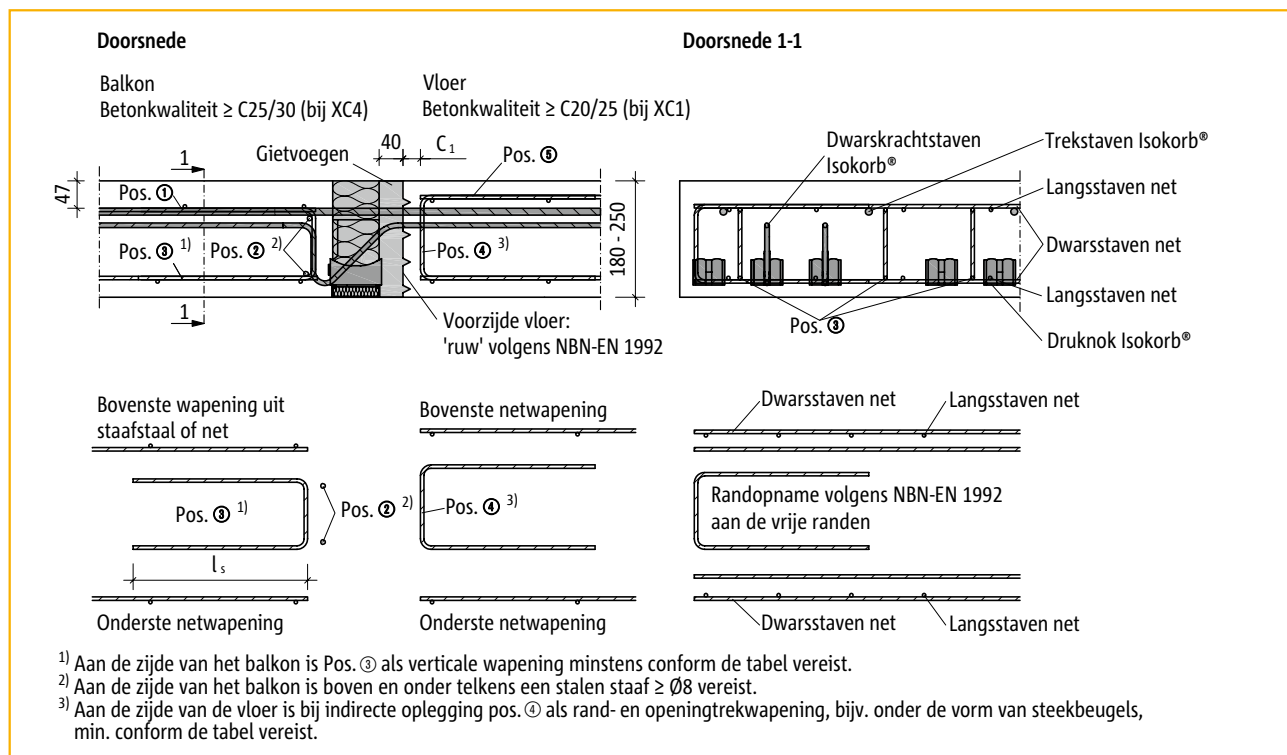 Doorsnede
Balkon
Betonkwaliteit ≥ C25/30 (bij XC4)
Vloer
Betonkwaliteit ≥ C20/25 (bij XC1)
Gietvoegen
40
C₁
1
47
Pos. ①
Pos. ⑤
Pos. ③ ¹⁾
Pos. ② ²⁾
Pos. ④ ³⁾
180 - 250
1
Voorzijde vloer:
'ruw' volgens NBN-EN 1992
Doorsnede 1-1
Dwarskrachtstaven
Isokorb®
Trekstaven Isokorb®
Langsstaven net
Dwarsstaven net
Langsstaven net
Pos. ③
Druknok Isokorb®
Bovenste wapening uit
staafstaal of net
Pos. ③ ¹⁾
Pos. ② ²⁾
l s
Onderste netwapening
Bovenste netwapening
Pos. ④ ³⁾
Onderste netwapening
Dwarsstaven net
Langsstaven net
Randopname volgens NBN-EN 1992
aan de vrije randen
Dwarsstaven net
Langsstaven net
¹⁾ Aan de zijde van het balkon is Pos. ③ als verticale wapening minstens conform de tabel vereist.
²⁾ Aan de zijde van het balkon is boven en onder telkens een stalen staaf ≥ Ø8 vereist.
³⁾ Aan de zijde van de vloer is bij indirecte oplegging pos. ④ als rand- en openingtrekwapening, bijv. onder de vorm van steekbeugels,
min. conform de tabel vereist.